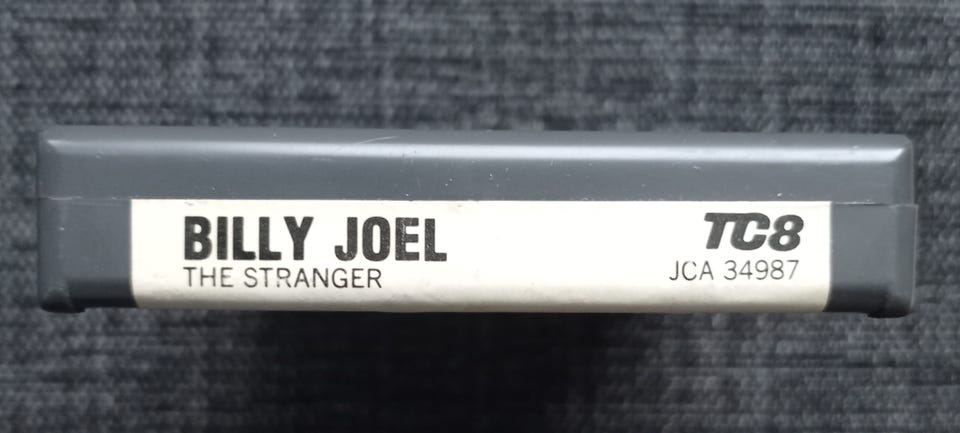 BILLY JOEL
THE STRANGER
TC8
JCA 34987